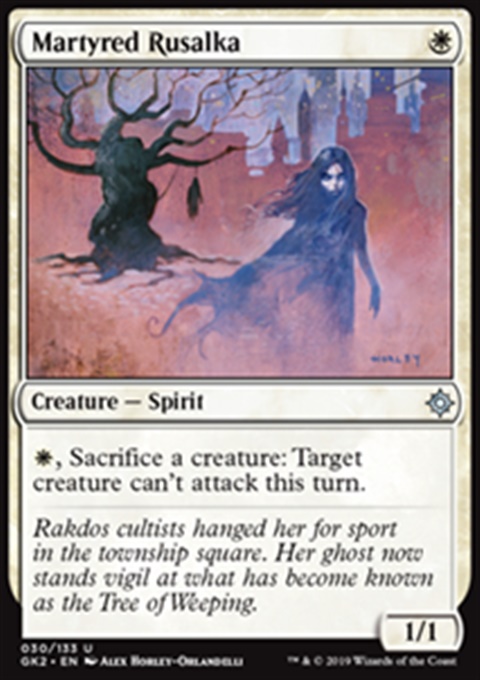 Martyred Rusalka
WORLEY
Creature — Spirit
, Sacrifice a creature: Target
creature can't attack this turn.
Rakdos cultists hanged her for sport
in the township square. Her ghost now
stands vigil at what has become known
as the Tree of Weeping.
1/1
030/133 U
GK2 • EN Alex Horley-Orlandelli
™ & © 2019 Wizards of the Coast